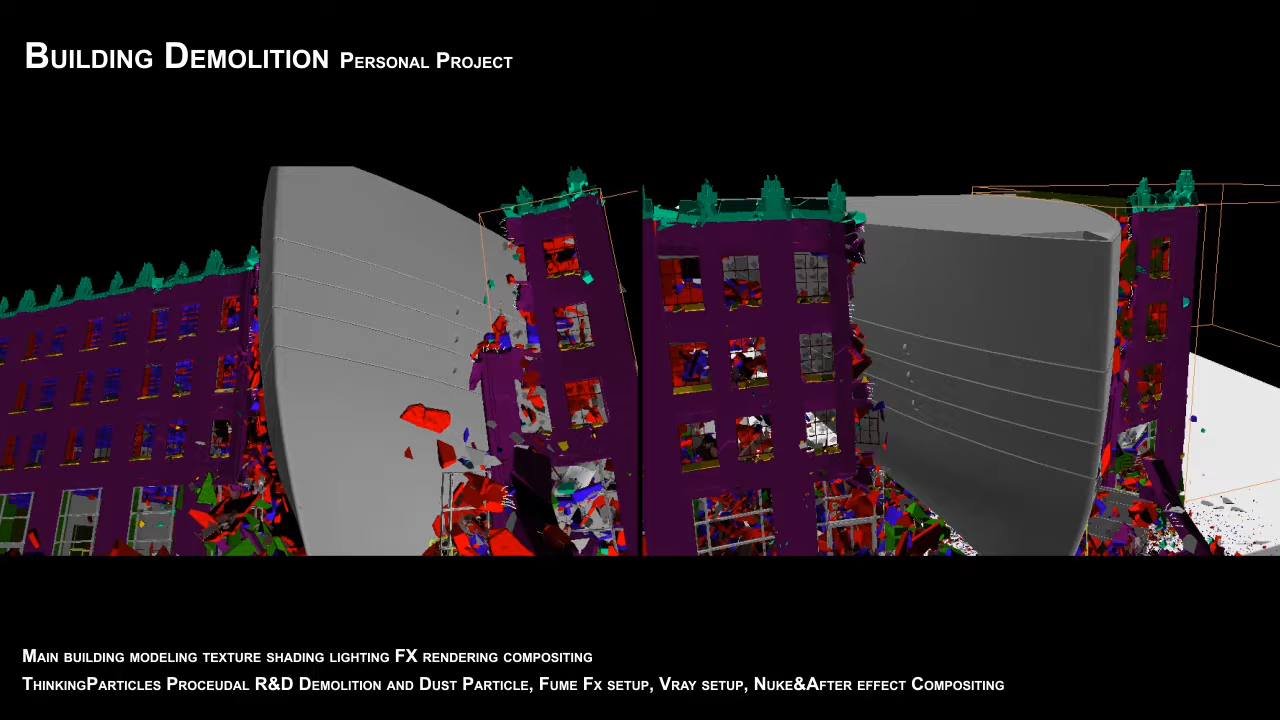 Building Demolition Personal Project
Main building modeling texture shading lighting FX rendering compositing
ThinkingParticles Proceudal R&D Demolition and Dust Particle, Fume Fx setup, Vray setup, Nuke&After effect Compositing